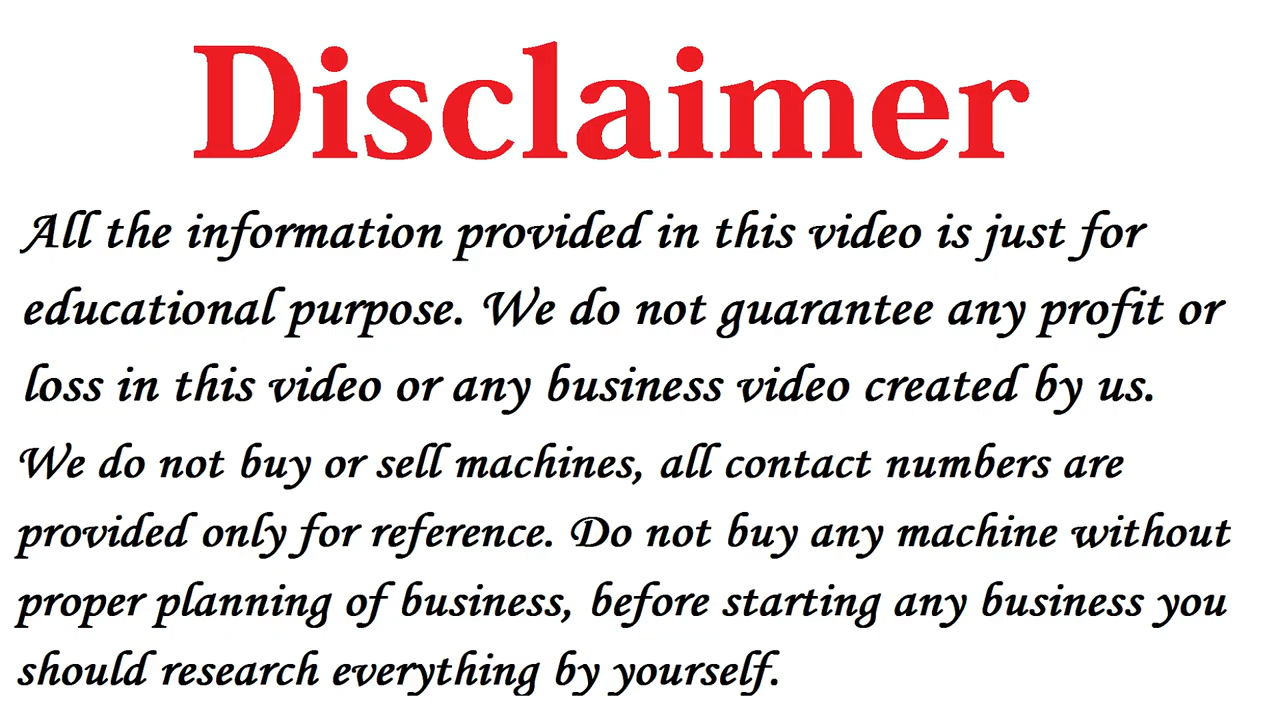 Disclaimer
All the information provided in this video is just for
educational purpose. We do not guarantee any profit or
loss in this video or any business video created by us.
We do not buy or sell machines, all contact numbers are
provided only for reference. Do not buy any machine without
proper planning of business, before starting any business you
should research everything by yourself.